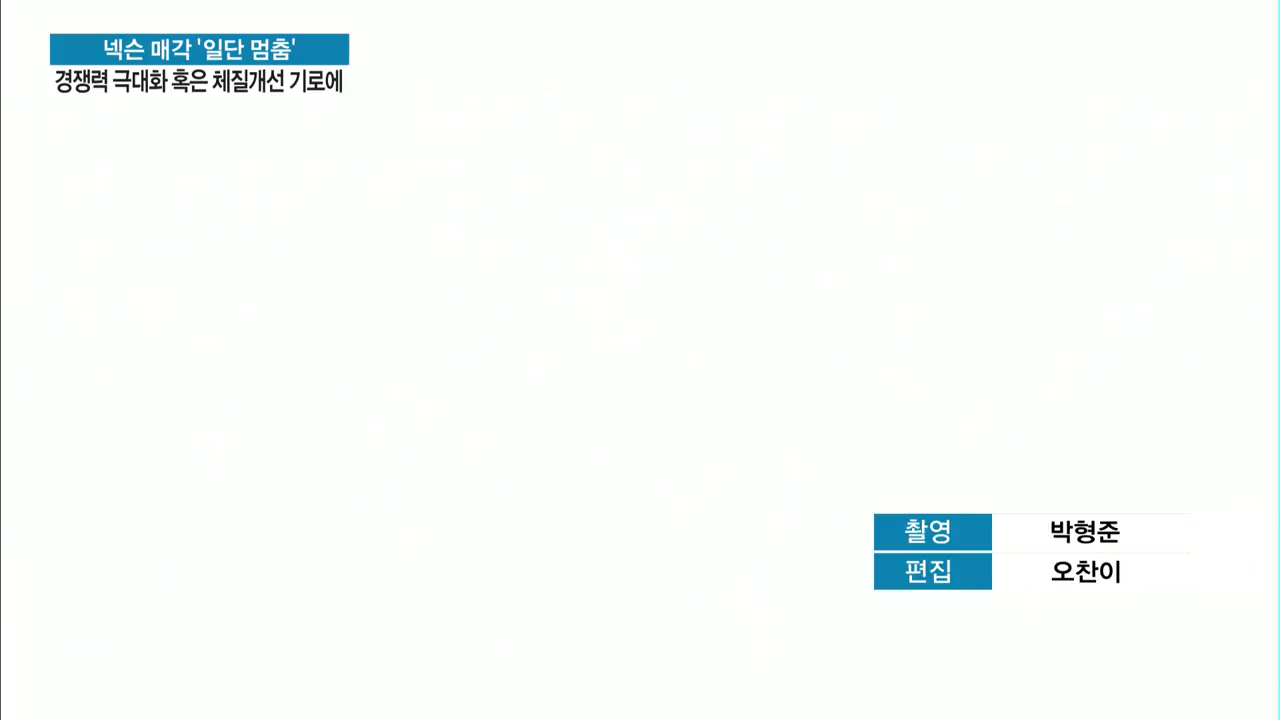 넥슨 매각 '일단 멈춤'
경쟁력 극대화 혹은 체질개선 기로에
촬영 박형준
편집 오찬이